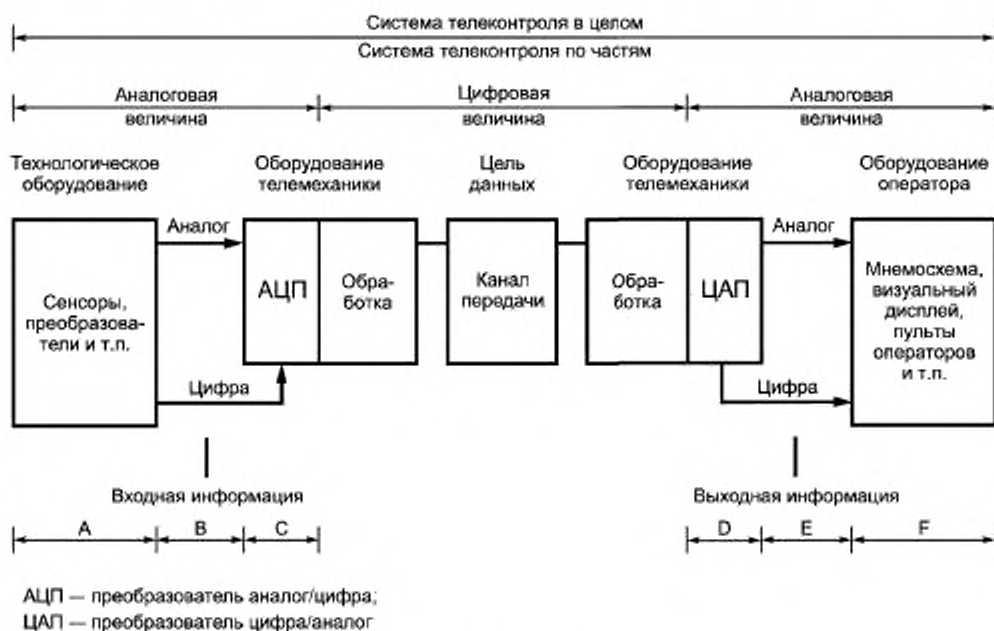 Система телеконтроля в целом
Система телеконтроля по частям
Аналоговая
величина
Цифровая
величина
Аналоговая
величина
Технологическое
оборудование
Оборудование
телемеханики
Цель
данных
Оборудование
телемеханики
Оборудование
оператора
Сенсоры,
преобразова-
тели и т.п.
Аналог
Цифра
АЦП
Обра-
ботка
Канал
передачи
Обра-
ботка
ЦАП
Аналог
Цифра
Мнемосхема,
визуальный
дисплей,
пульты
операторов
и т.п.
Входная информация
Выходная информация
A B C D E F
АЦП — преобразователь аналог/цифра;
ЦАП — преобразователь цифра/аналог